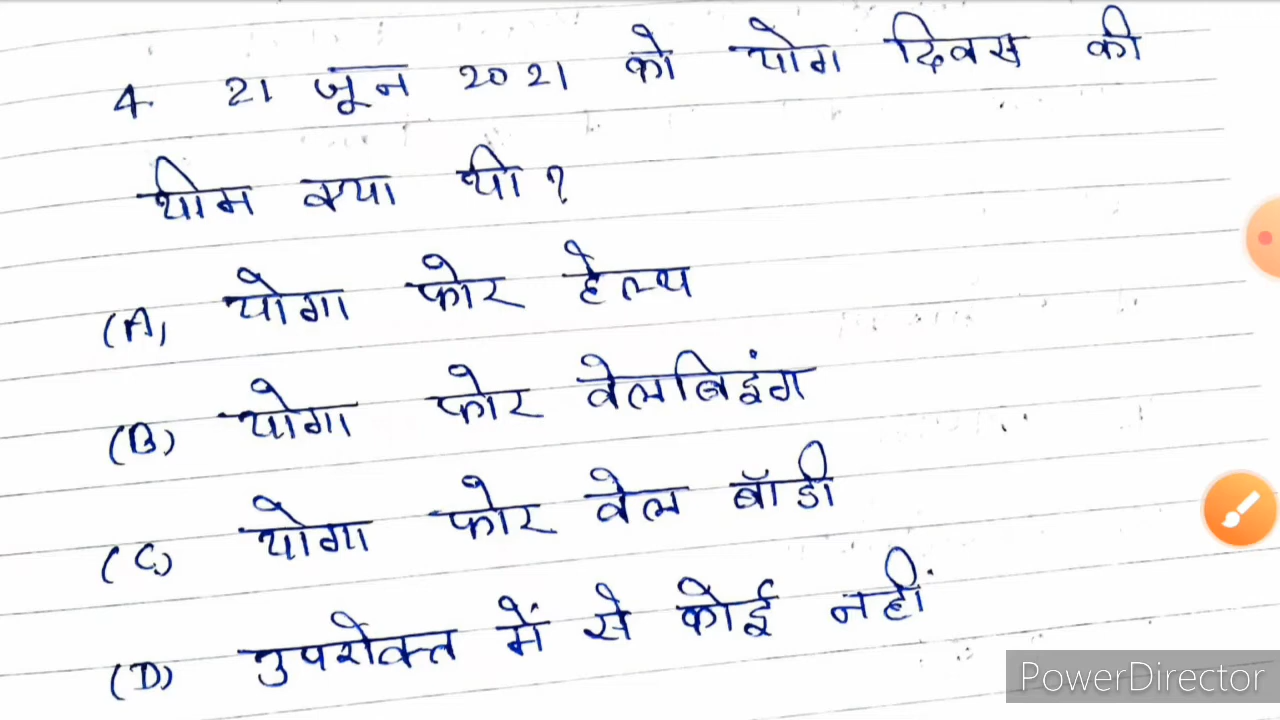 4. 21 जून 2021 को योग दिवस की
थीम क्या थी?
(A) योगा फोर हेल्थ
(B) योगा फोर वेलबिइंग
(C) योगा फोर वेल बॉडी
(D) उपरोक्त में से कोई नहीं.
PowerDirector